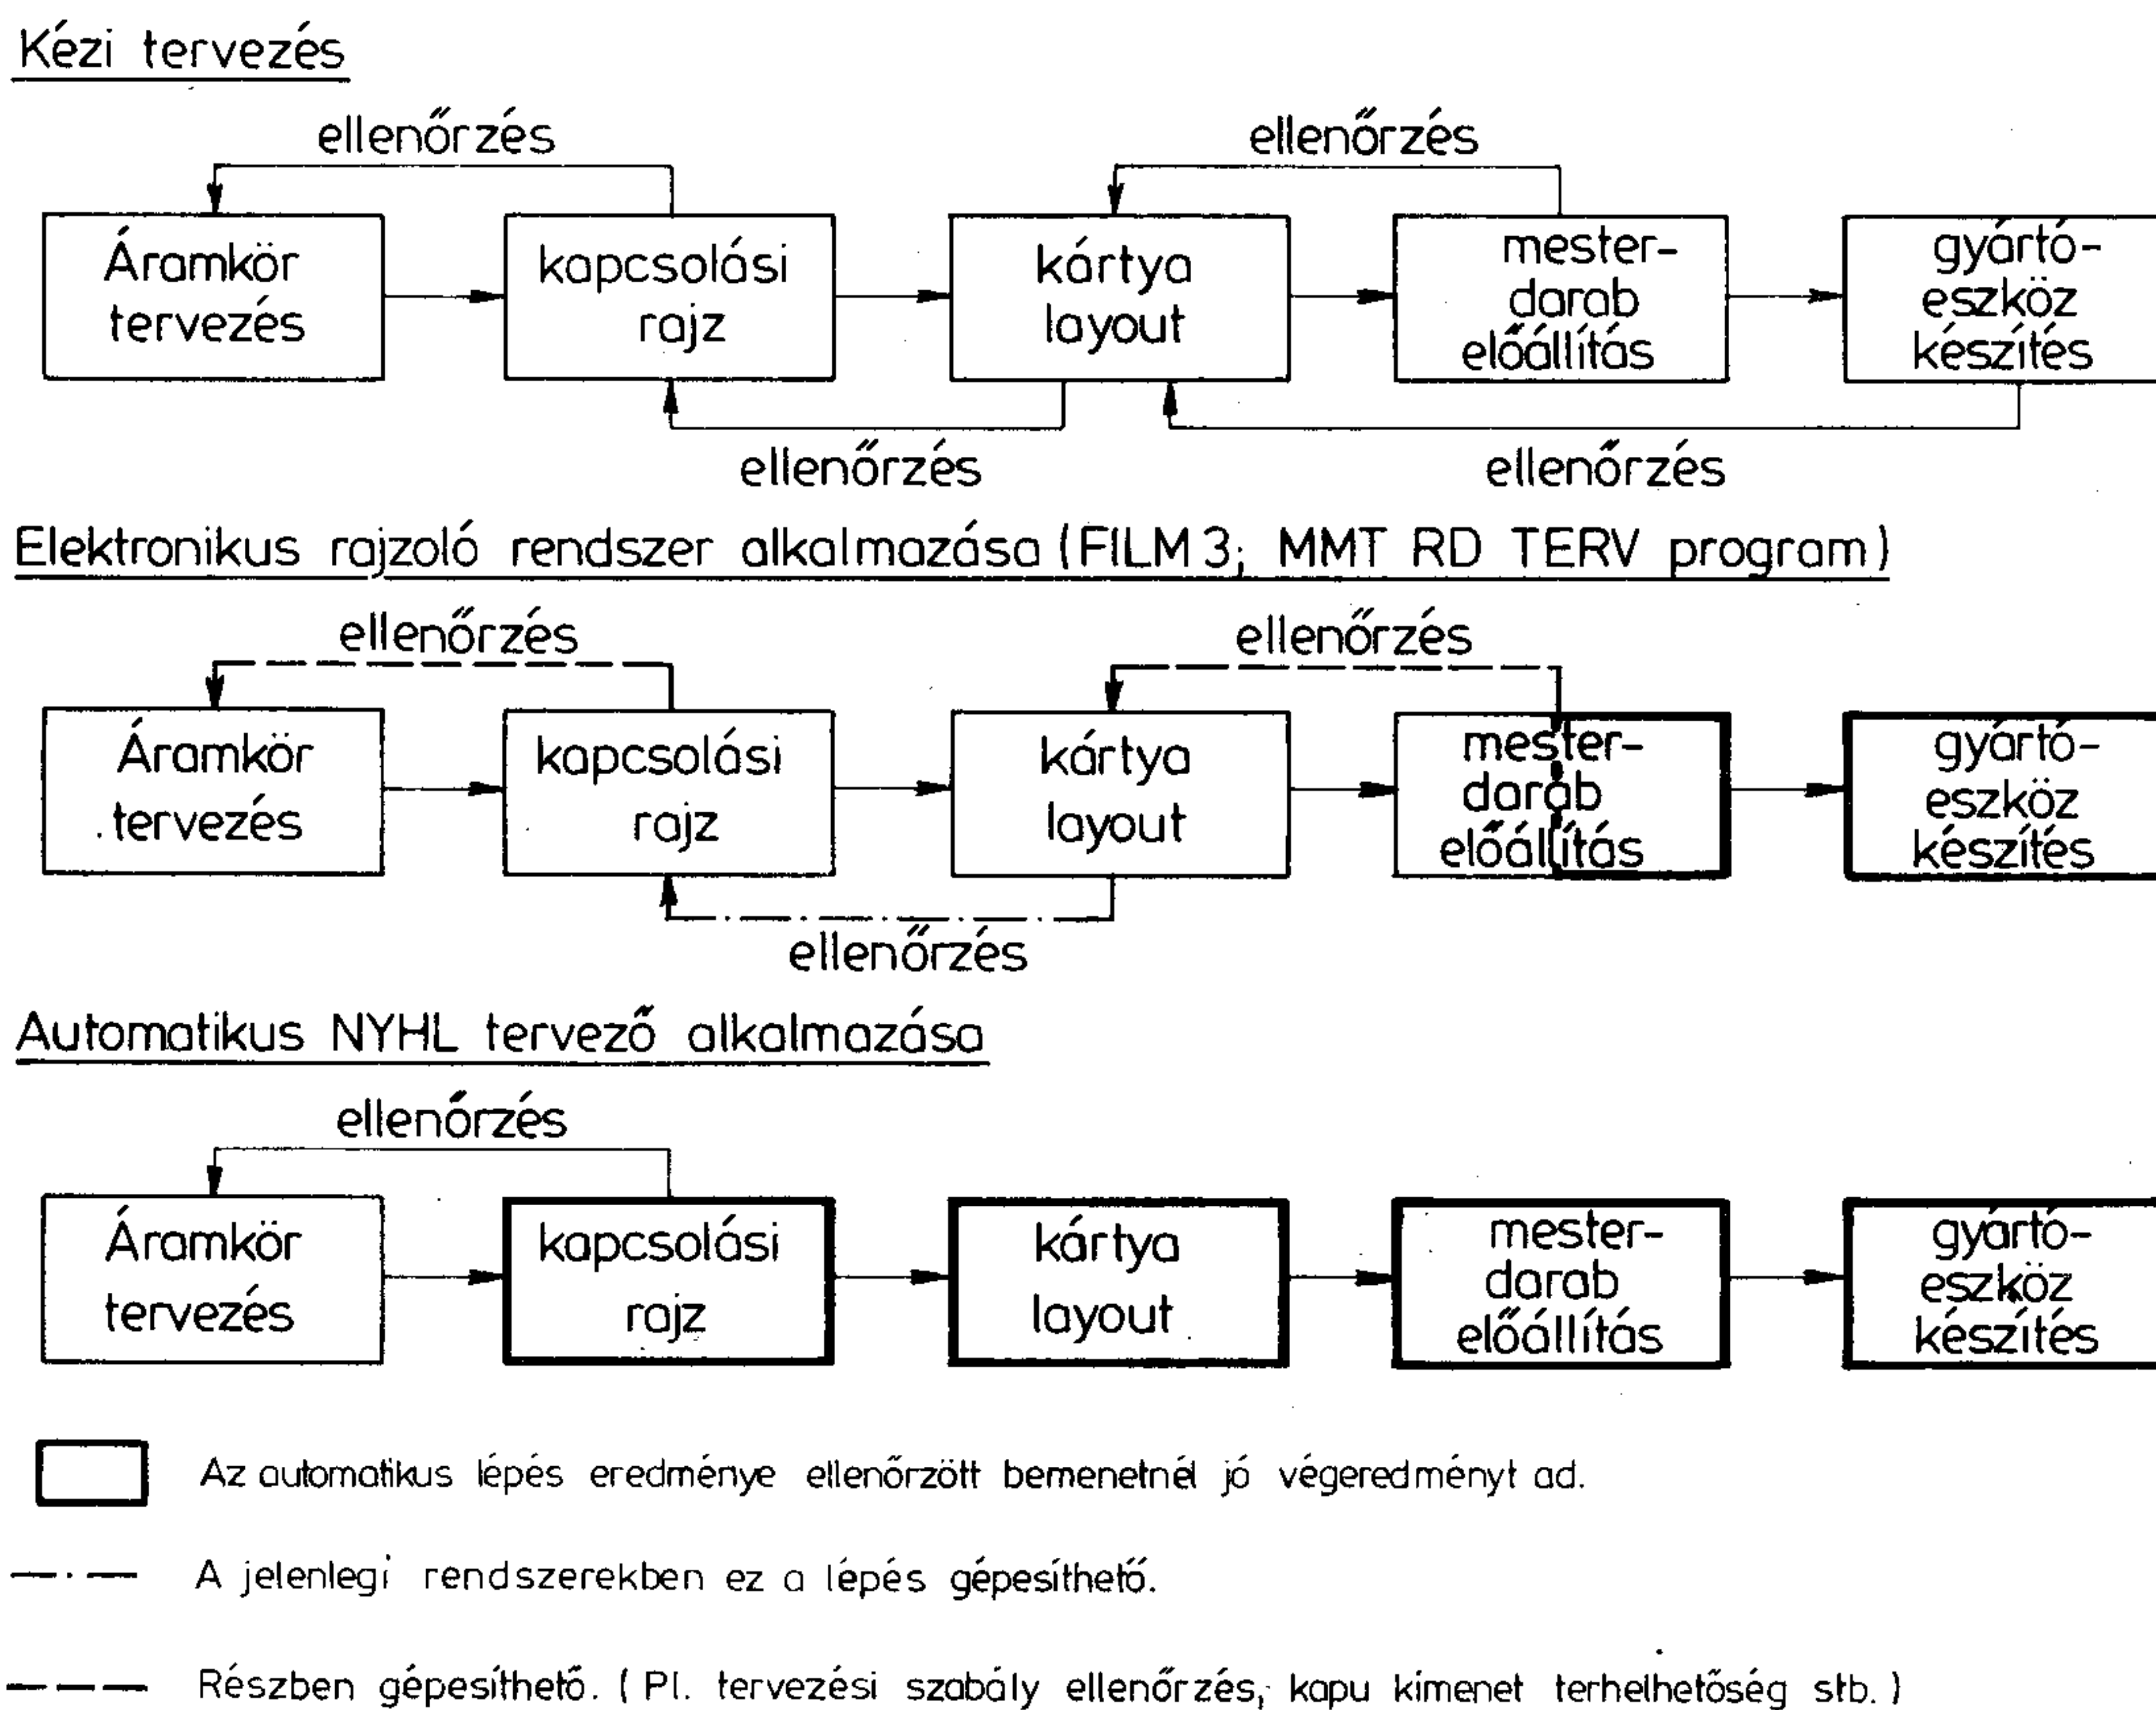 Kézi tervezés
ellenőrzés
ellenőrzés
Áramkör
tervezés
kapcsolási
rajz
kártya
layout
mester-
darab
előállítás
gyártó-
eszköz
készítés
ellenőrzés
ellenőrzés
Elektronikus rajzoló rendszer alkalmazása (FILM 3; MMT RD TERV program)
ellenőrzés
ellenőrzés
Áramkör
tervezés
kapcsolási
rajz
kártya
layout
mester-
darab
előállítás
gyártó-
eszköz
készítés
ellenőrzés
Automatikus NYHL tervező alkalmazása
ellenőrzés
Áramkör
tervezés
kapcsolási
rajz
kártya
layout
mester-
darab
előállítás
gyártó-
eszköz
készítés
Az automatikus lépés eredménye ellenőrzött bemenetnél jó végeredményt ad.
A jelenlegi rendszerekben ez a lépés gépesíthető.
Részben gépesíthető. (Pl. tervezési szabály ellenőrzés, kapu kimenet terhelhetőség stb.)